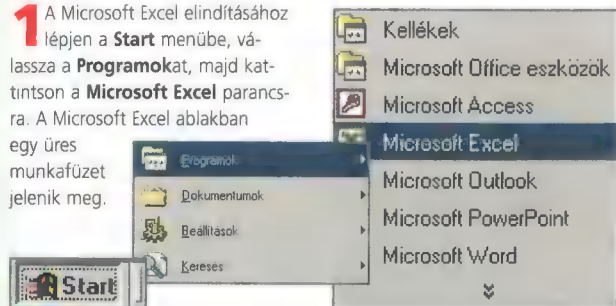 1 A Microsoft Excel elindításához
lépjen a Start menübe, vá-
lassza a Programokat, majd kat-
tintson a Microsoft Excel parancs-
ra. A Microsoft Excel ablakban
egy üres
munkafüzet
jelenik meg.
Start
Programok
Dokumentumok
Beállítások
Keresés
Kellékek
Microsoft Office eszközök
Microsoft Access
Microsoft Excel
Microsoft Outlook
Microsoft PowerPoint
Microsoft Word